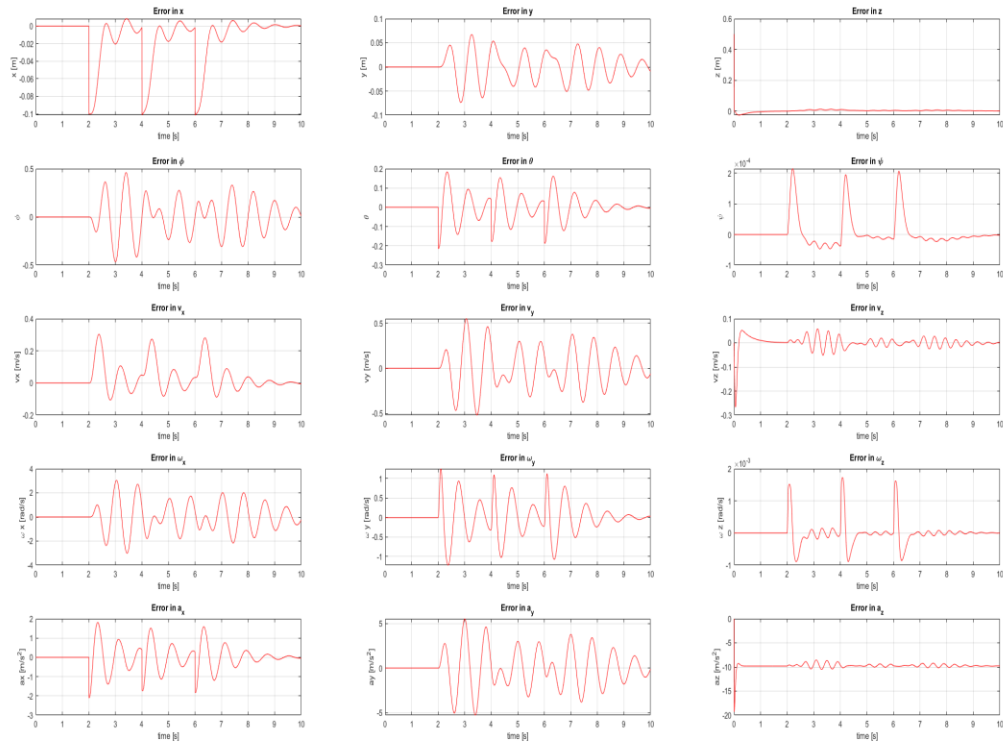 Error in x
x [m]
0
-0.02
-0.04
-0.06
-0.08
-0.1
0 1 2 3 4 5 6 7 8 9 10
time [s]
Error in y
y [m]
0.1
0.05
0
-0.05
-0.1
0 1 2 3 4 5 6 7 8 9 10
time [s]
Error in z
z [m]
0.6
0.4
0.2
0
0 1 2 3 4 5 6 7 8 9 10
time [s]
Error in ϕ
0.5
0
-0.5
0 1 2 3 4 5 6 7 8 9 10
time [s]
Error in θ
θ
0.2
0.1
0
-0.1
-0.2
-0.3
0 1 2 3 4 5 6 7 8 9 10
time [s]
Error in ψ
ψ
×10⁻⁴
2
1
0
-1
0 1 2 3 4 5 6 7 8 9 10
time [s]
Error in vₓ
vx [m/s]
0.4
0.2
0
-0.2
0 1 2 3 4 5 6 7 8 9 10
time [s]
Error in v_y
vy [m/s]
0.5
0
-0.5
0 1 2 3 4 5 6 7 8 9 10
time [s]
Error in v_z
vz [m/s]
0.1
0
-0.1
-0.2
-0.3
0 1 2 3 4 5 6 7 8 9 10
time [s]
Error in ωₓ
ω x [rad/s]
4
2
0
-2
-4
0 1 2 3 4 5 6 7 8 9 10
time [s]
Error in ω_y
ω y [rad/s]
1
0.5
0
-0.5
-1
0 1 2 3 4 5 6 7 8 9 10
time [s]
Error in ω_z
ω z [rad/s]
×10⁻³
2
1
0
-1
0 1 2 3 4 5 6 7 8 9 10
time [s]
Error in aₓ
ax [m/s²]
2
1
0
-1
-2
-3
0 1 2 3 4 5 6 7 8 9 10
time [s]
Error in a_y
ay [m/s²]
5
0
-5
0 1 2 3 4 5 6 7 8 9 10
time [s]
Error in a_z
az [m/s²]
0
-5
-10
-15
-20
0 1 2 3 4 5 6 7 8 9 10
time [s]